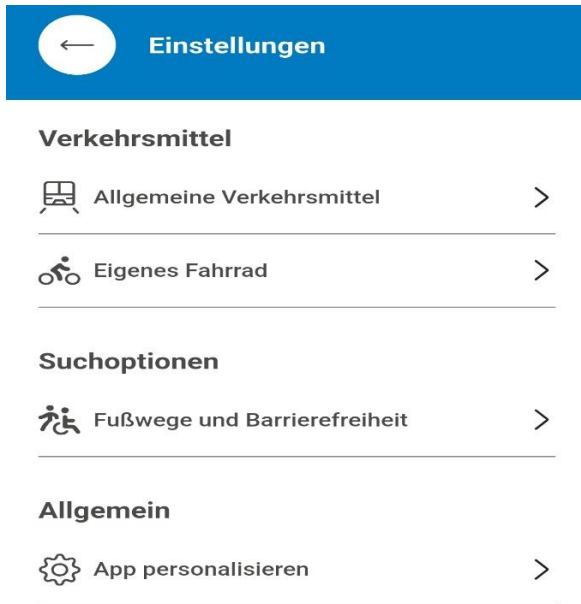 Einstellungen
Verkehrsmittel
Allgemeine Verkehrsmittel
Eigenes Fahrrad
Suchoptionen
Fußwege und Barrierefreiheit
Allgemein
App personalisieren